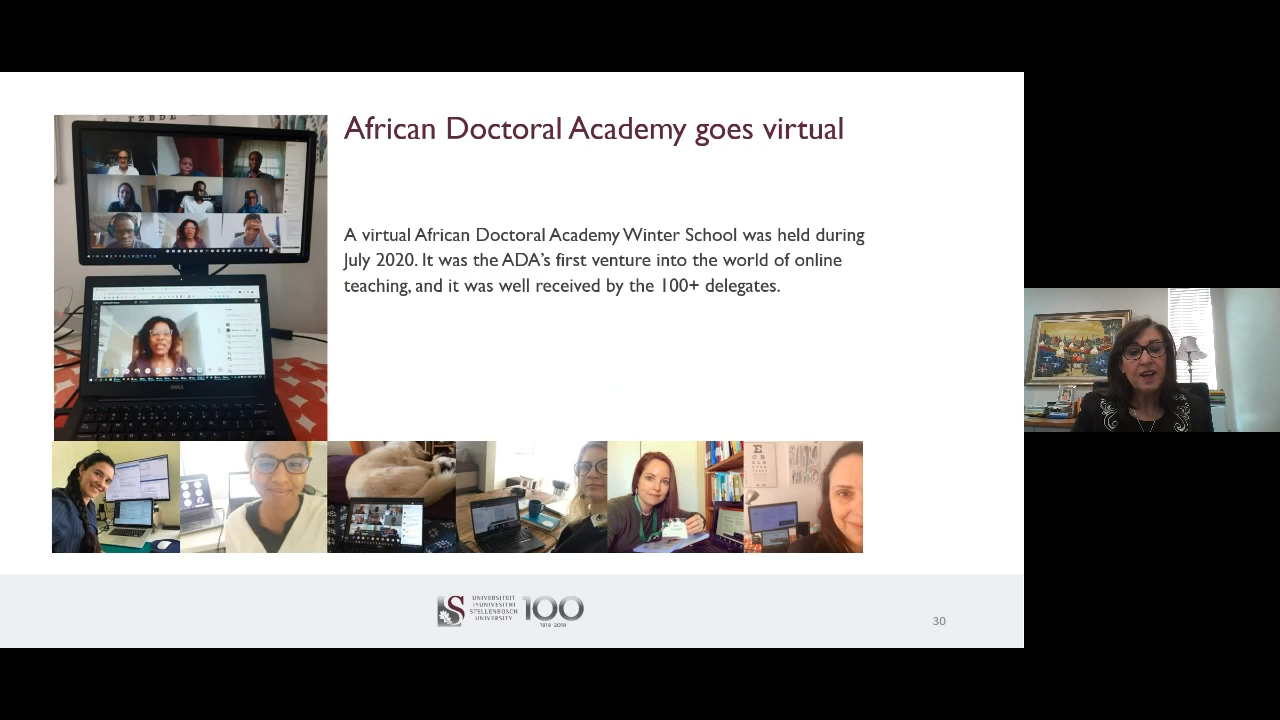 African Doctoral Academy goes virtual
A virtual African Doctoral Academy Winter School was held during
July 2020. It was the ADA's first venture into the world of online
teaching, and it was well received by the 100+ delegates.
UNIVERSITEIT
IYUNIVESITHI
STELLENBOSCH
UNIVERSITY
100
1918 2018
30